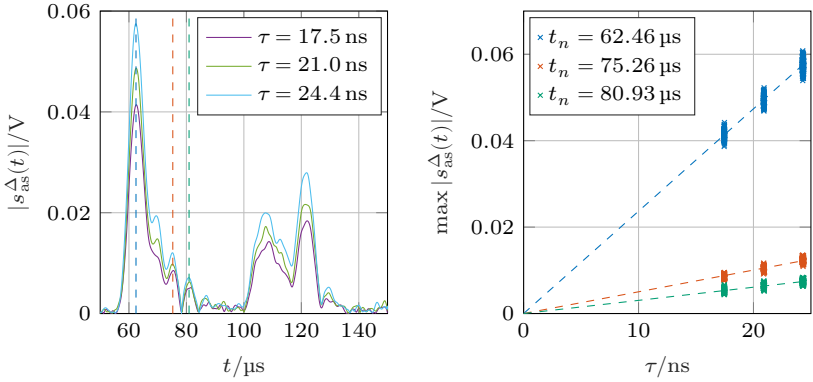 τ = 17.5 ns
τ = 21.0 ns
τ = 24.4 ns
0.06
0.04
0.02
0
60 80 100 120 140
t/µs
|s_as^Δ(t)|/V
t_n = 62.46 µs
t_n = 75.26 µs
t_n = 80.93 µs
0.06
0.04
0.02
0
0 10 20
τ/ns
max |s_as^Δ(t)|/V